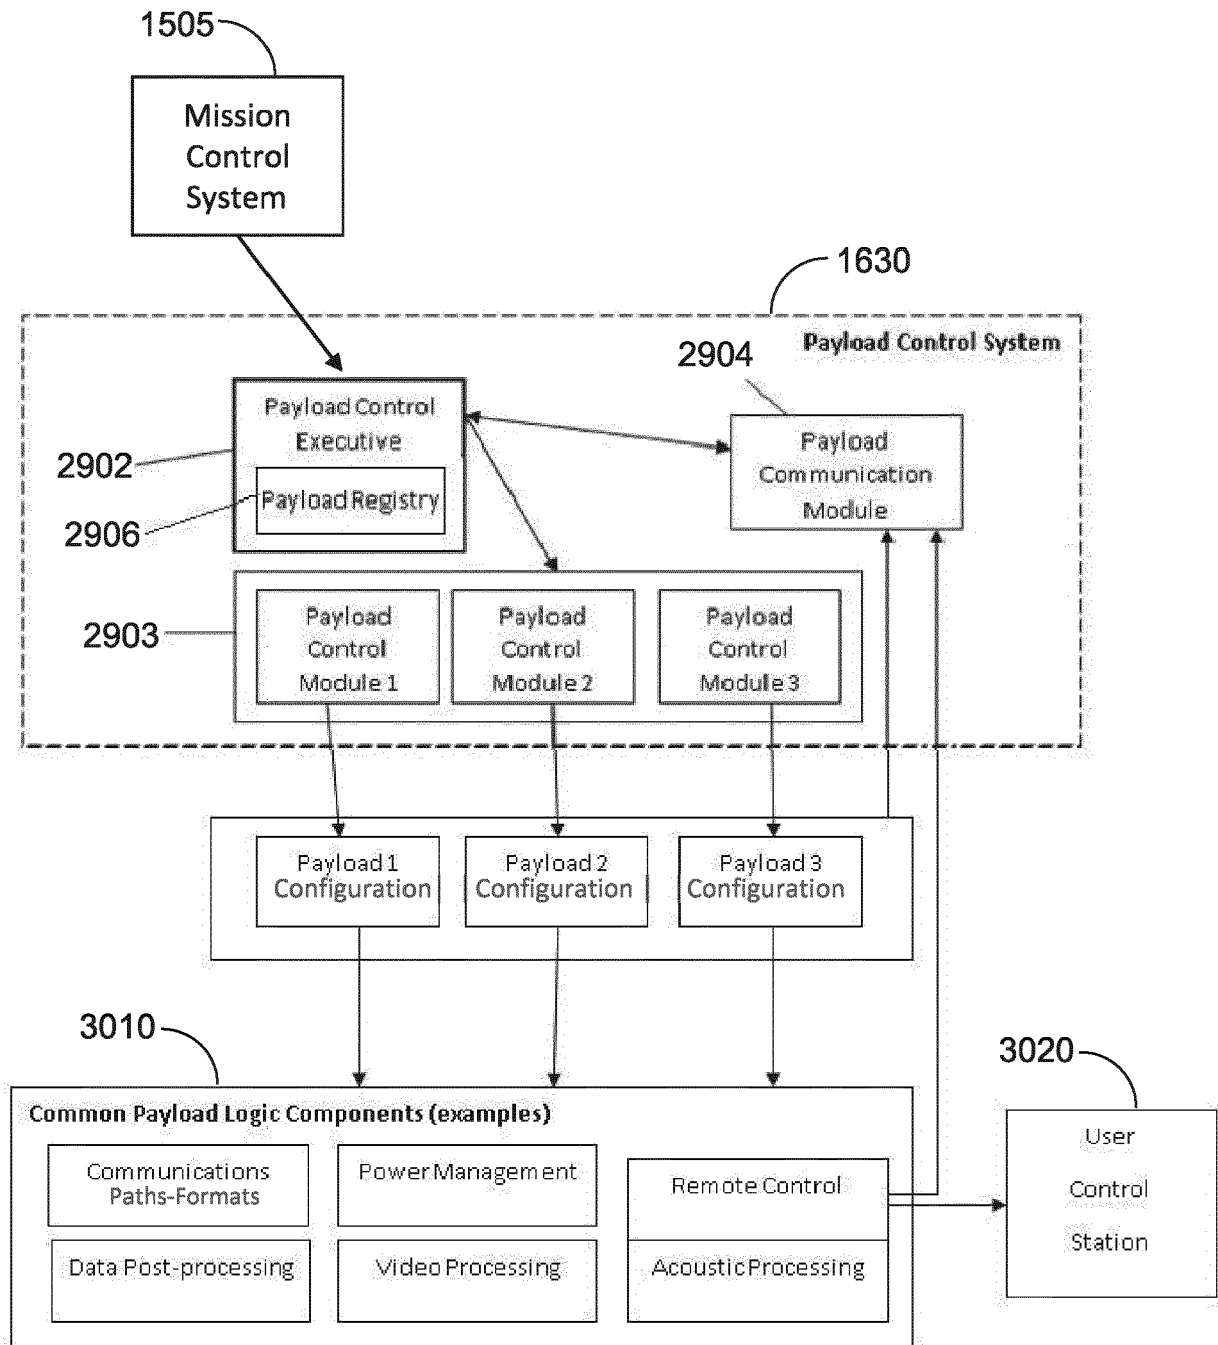 1505
Mission
Control
System
1630
Payload Control System
2904
Payload Control
Executive
2902
Payload Registry
2906
Payload
Communication
Module
2903
Payload
Control
Module 1
Payload
Control
Module 2
Payload
Control
Module 3
Payload 1
Configuration
Payload 2
Configuration
Payload 3
Configuration
3010
3020
Common Payload Logic Components (examples)
Communications
Paths-Formats
Power Management
Remote Control
Data Post-processing
Video Processing
Acoustic Processing
User
Control
Station